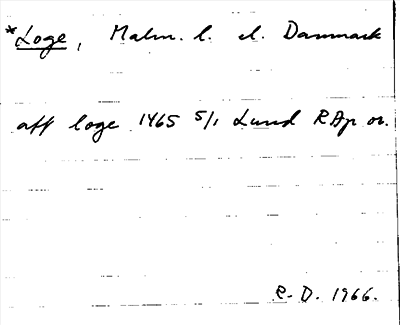 *Loge, Malm. l. el. Danmark
aff loge 1465 5/1 Lund RAp or.
R. D. 1966.